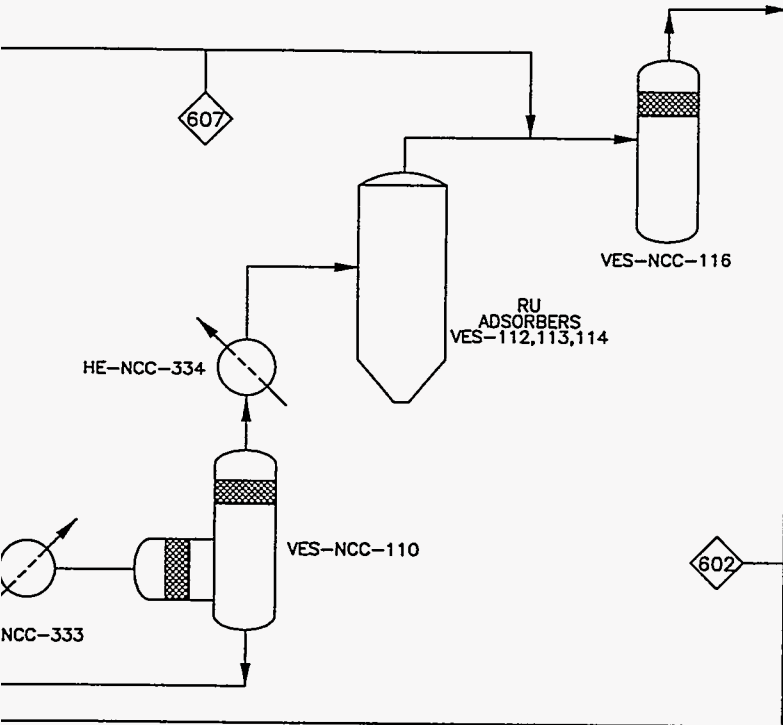 607
VES-NCC-116
RU
ADSORBERS
VES-112,113,114
HE-NCC-334
VES-NCC-110
602
NCC-333